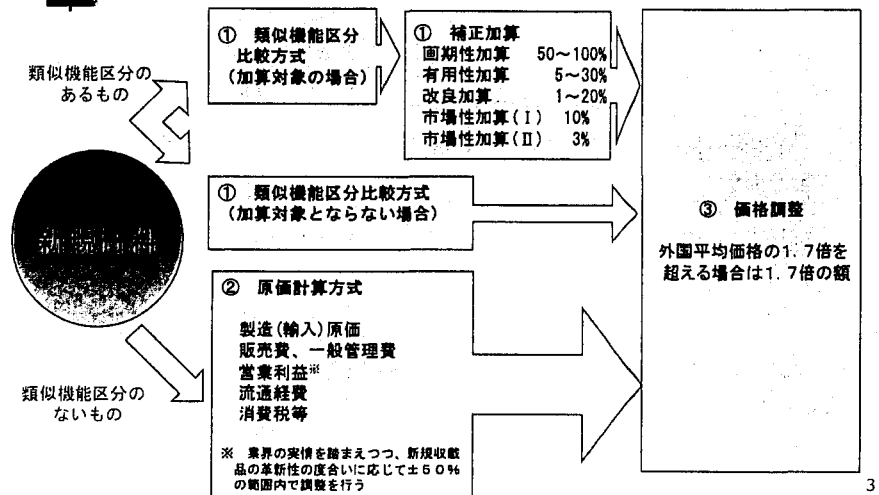 ① 類似機能区分
比較方式
(加算対象の場合)
① 補正加算
画期性加算 50～100%
有用性加算 5～30%
改良加算 1～20%
市場性加算(Ⅰ) 10%
市場性加算(Ⅱ) 3%
類似機能区分の
あるもの
① 類似機能区分比較方式
(加算対象とならない場合)
③ 価格調整
外国平均価格の1.7倍を
超える場合は1.7倍の額
② 原価計算方式
製造(輸入)原価
販売費、一般管理費
営業利益※
流通経費
消費税等
※ 業界の実情を踏まえつつ、新規収載
品の革新性の度合いに応じて±50%
の範囲内で調整を行う
類似機能区分の
ないもの
3